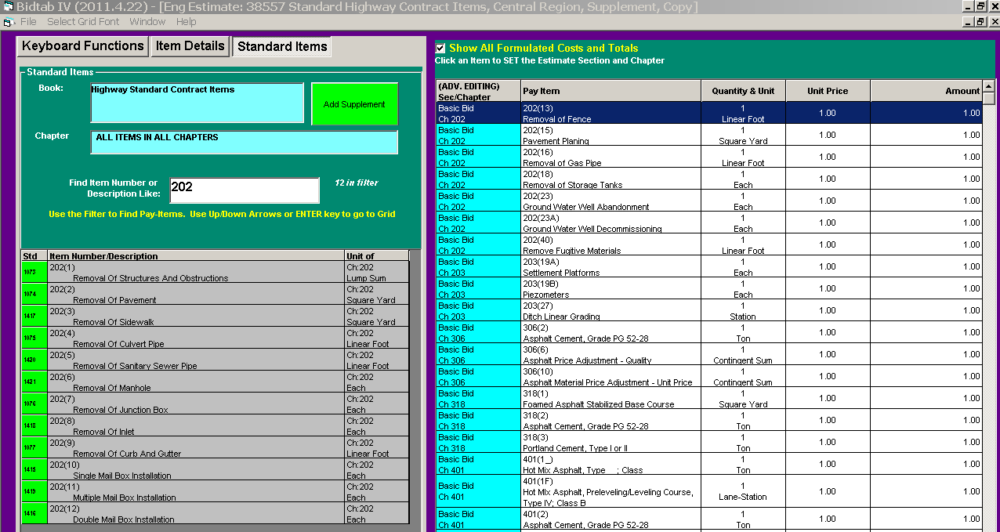 Bidtab IV (2011.4.22) - [Eng Estimate: 38557 Standard Highway Contract Items, Central Region, Supplement, Copy]
File Select Grid Font Window Help
Keyboard Functions Item Details Standard Items
Standard Items
Book: Highway Standard Contract Items
Add Supplement
Chapter ALL ITEMS IN ALL CHAPTERS
Find Item Number or
Description Like: 202 12 in filter
Use the Filter to Find Pay-Items. Use Up/Down Arrows or ENTER key to go to Grid
Std Item Number/Description Unit of
1073 202(1) Ch:202
Removal Of Structures And Obstructions Lump Sum
1074 202(2) Ch:202
Removal Of Pavement Square Yard
1417 202(3) Ch:202
Removal Of Sidewalk Square Yard
1075 202(4) Ch:202
Removal Of Culvert Pipe Linear Foot
1420 202(5) Ch:202
Removal Of Sanitary Sewer Pipe Linear Foot
1421 202(6) Ch:202
Removal Of Manhole Each
1076 202(7) Ch:202
Removal Of Junction Box Each
1418 202(8) Ch:202
Removal Of Inlet Each
1077 202(9) Ch:202
Removal Of Curb And Gutter Linear Foot
1415 202(10) Ch:202
Single Mail Box Installation Each
1419 202(11) Ch:202
Multiple Mail Box Installation Each
1416 202(12) Ch:202
Double Mail Box Installation Each
Show All Formulated Costs and Totals
Click an Item to SET the Estimate Section and Chapter
(ADV. EDITING)
Sec/Chapter Pay Item Quantity & Unit Unit Price Amount
Basic Bid 202(13) 1 1.00 1.00
Ch 202 Removal of Fence Linear Foot
Basic Bid 202(15) 1 1.00 1.00
Ch 202 Pavement Planing Square Yard
Basic Bid 202(16) 1 1.00 1.00
Ch 202 Removal of Gas Pipe Linear Foot
Basic Bid 202(18) 1 1.00 1.00
Ch 202 Removal of Storage Tanks Each
Basic Bid 202(23) 1 1.00 1.00
Ch 202 Ground Water Well Abandonment Each
Basic Bid 202(23A) 1 1.00 1.00
Ch 202 Ground Water Well Decommissioning Each
Basic Bid 202(40) 1 1.00 1.00
Ch 202 Remove Fugitive Materials Linear Foot
Basic Bid 203(19A) 1 1.00 1.00
Ch 203 Settlement Platforms Each
Basic Bid 203(19B) 1 1.00 1.00
Ch 203 Piezometers Each
Basic Bid 203(27) 1 1.00 1.00
Ch 203 Ditch Linear Grading Station
Basic Bid 306(2) 1 1.00 1.00
Ch 306 Asphalt Cement, Grade PG 52-28 Ton
Basic Bid 306(6) 1 1.00 1.00
Ch 306 Asphalt Price Adjustment - Quality Contingent Sum
Basic Bid 306(10) 1 1.00 1.00
Ch 306 Asphalt Material Price Adjustment - Unit Price Contingent Sum
Basic Bid 318(1) 1 1.00 1.00
Ch 318 Foamed Asphalt Stabilized Base Course Square Yard
Basic Bid 318(2) 1 1.00 1.00
Ch 318 Asphalt Cement, Grade PG 52-28 Ton
Basic Bid 318(3) 1 1.00 1.00
Ch 318 Portland Cement, Type I or II Ton
Basic Bid 401(1_) 1 1.00 1.00
Ch 401 Hot Mix Asphalt, Type __; Class Ton
Basic Bid 401(1F) 1 1.00 1.00
Ch 401 Hot Mix Asphalt, Preleveling/Leveling Course, Lane-Station
Type IV; Class B
Basic Bid 401(2) 1 1.00 1.00
Ch 401 Asphalt Cement, Grade PG 52-28 Ton